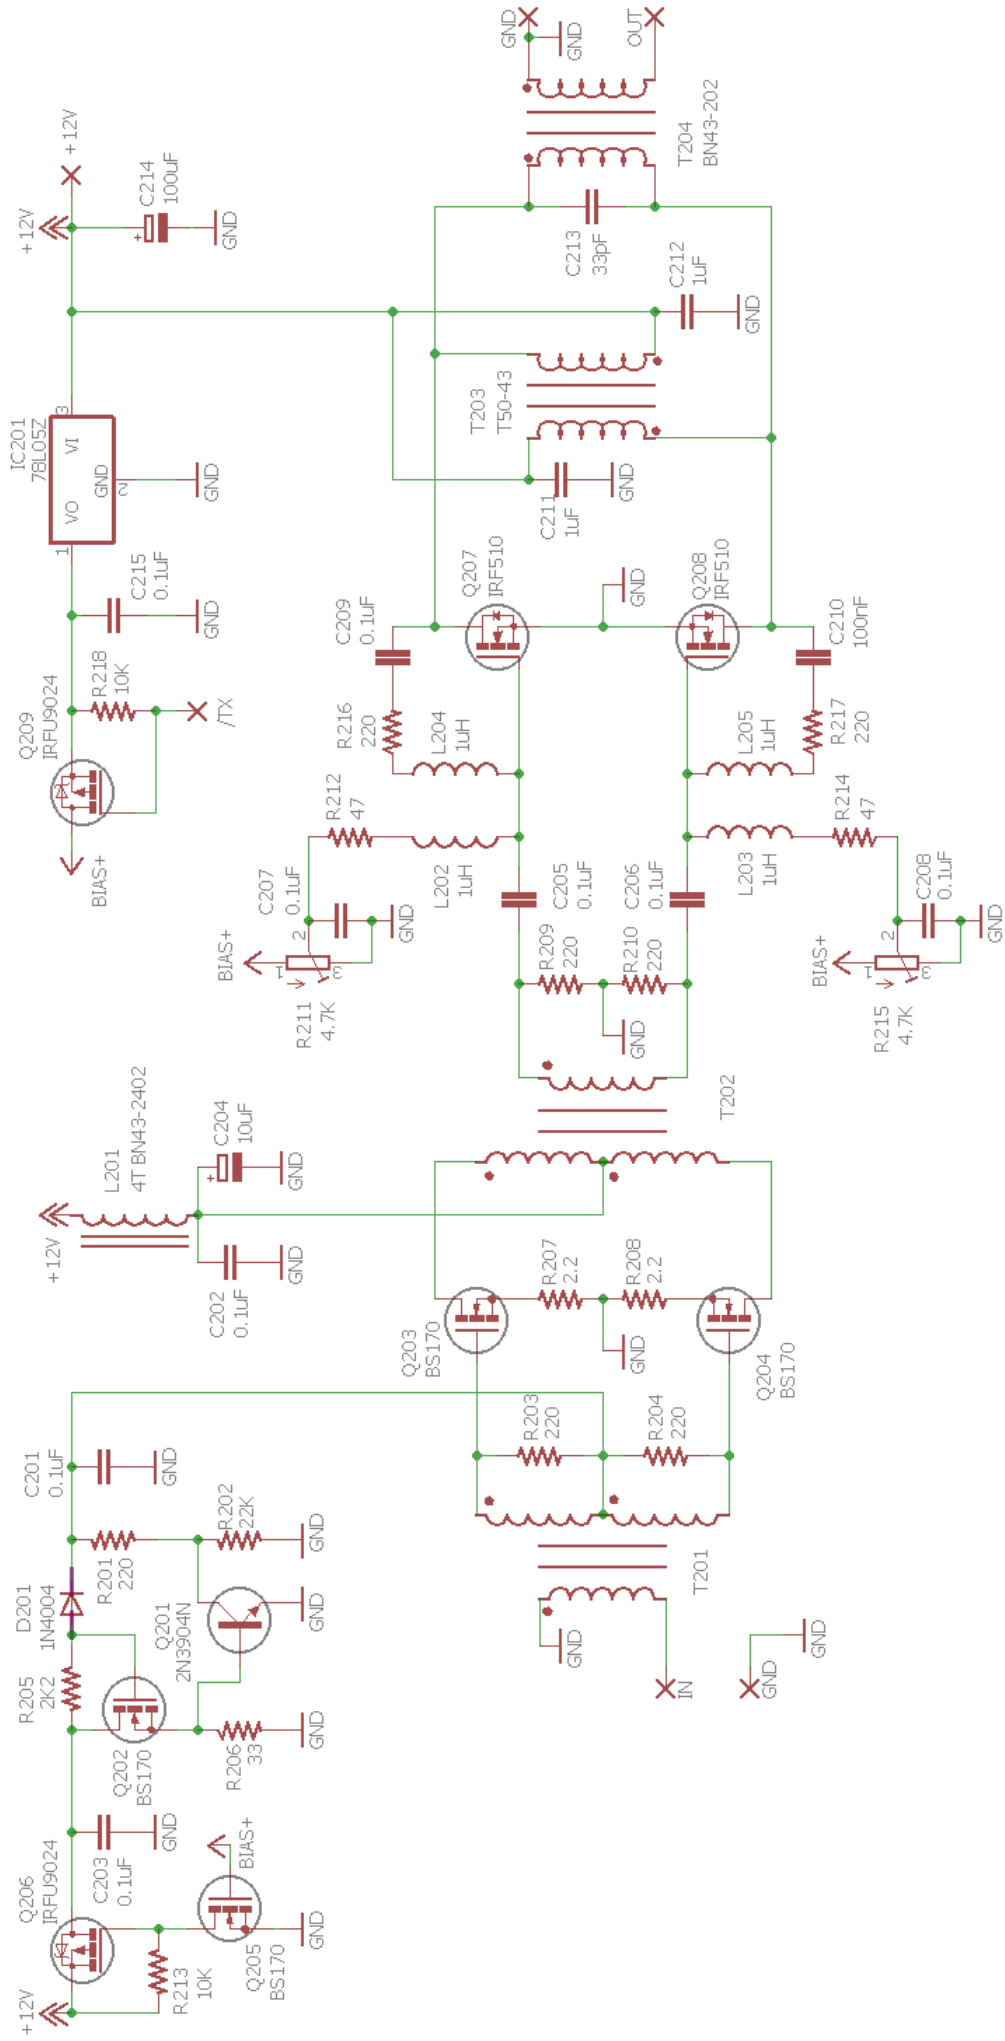 +12V
Q206
IRFU9024
R213
10K
Q205
BS170
GND
BIAS+
C203
0.1uF
GND
Q202
BS170
R205
2K2
R206
33
GND
D201
1N4004
Q201
2N3904N
GND
R201
220
R202
22K
GND
C201
0.1uF
GND
IN
GND
GND
GND
T201
R203
220
R204
220
Q203
BS170
Q204
BS170
GND
R207
2.2
R208
2.2
+12V
L201
4T BN43-2402
C202
0.1uF
GND
C204
10uF
GND
T202
GND
R209
220
R210
220
R211
4.7K
BIAS+
1
2
3
C207
0.1uF
GND
R215
4.7K
BIAS+
1
2
3
C208
0.1uF
GND
C205
0.1uF
C206
0.1uF
L202
1uH
R212
47
L203
1uH
R214
47
L204
1uH
R216
220
L205
1uH
R217
220
C209
0.1uF
C210
100nF
Q207
IRF510
Q208
IRF510
GND
BIAS+
Q209
IRFU9024
R218
10K
/TX
C215
0.1uF
GND
IC201
78L05Z
1
VO
GND
2
VI
3
GND
+12V
+12V
C214
100uF
GND
C211
1uF
GND
T203
T50-43
C212
1uF
GND
C213
33pF
T204
BN43-202
GND
GND
OUT